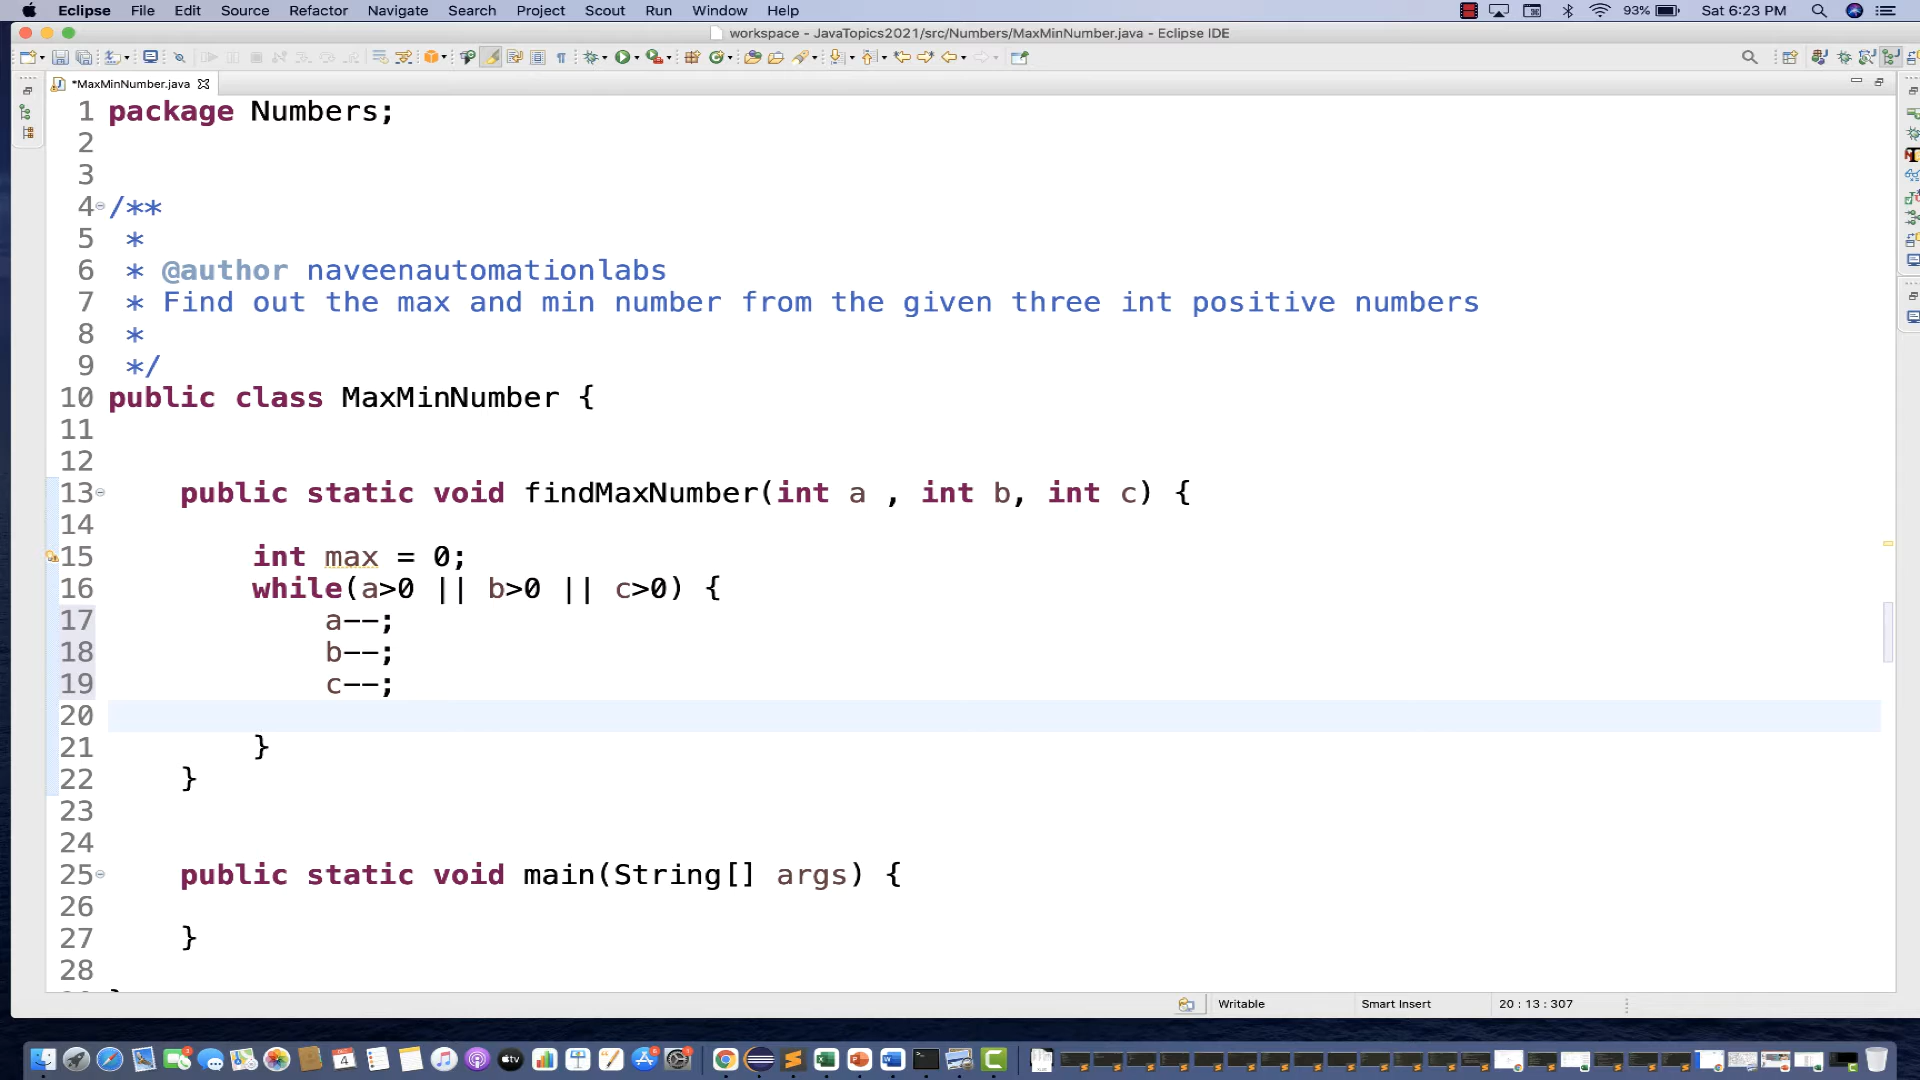 Eclipse File Edit Source Refactor Navigate Search Project Scout Run Window Help 93% Sat 6:23 PM
workspace - JavaTopics2021/src/Numbers/MaxMinNumber.java - Eclipse IDE
*MaxMinNumber.java
1 package Numbers;
2
3
4 /**
5 *
6 * @author naveenautomationlabs
7 * Find out the max and min number from the given three int positive numbers
8 *
9 */
10 public class MaxMinNumber {
11
12
13 public static void findMaxNumber(int a , int b, int c) {
14
15 int max = 0;
16 while(a>0 || b>0 || c>0) {
17 a--;
18 b--;
19 c--;
20
21 }
22 }
23
24
25 public static void main(String[] args) {
26
27 }
28
Writable Smart Insert 20 : 13 : 307